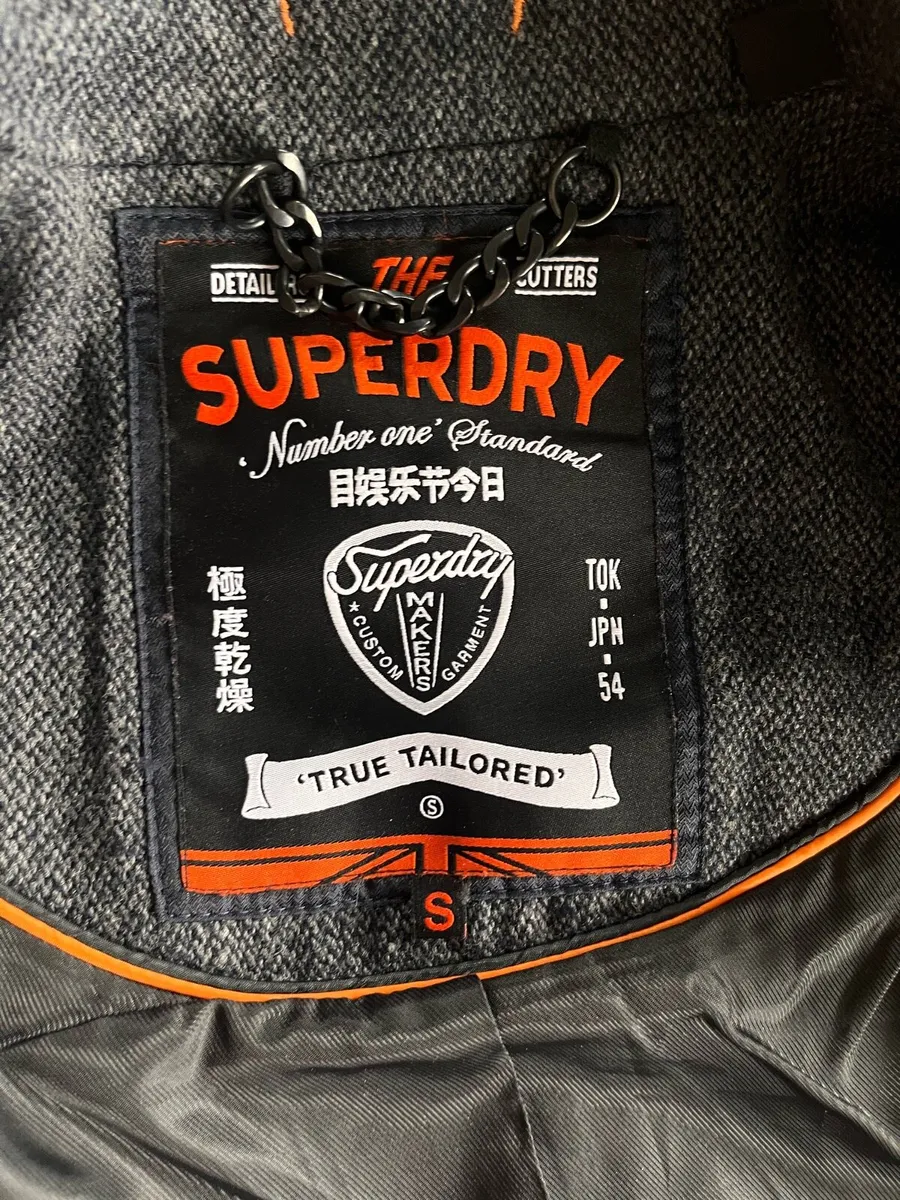 THE
CUTTERS
SUPERDRY
‘Number one’ Standard
目娱乐节今日
Superdry
MAKERS
★CUSTOM
GARMENT
極度乾燥
TOK
JPN
54
‘TRUE TAILORED’
Ⓢ
S